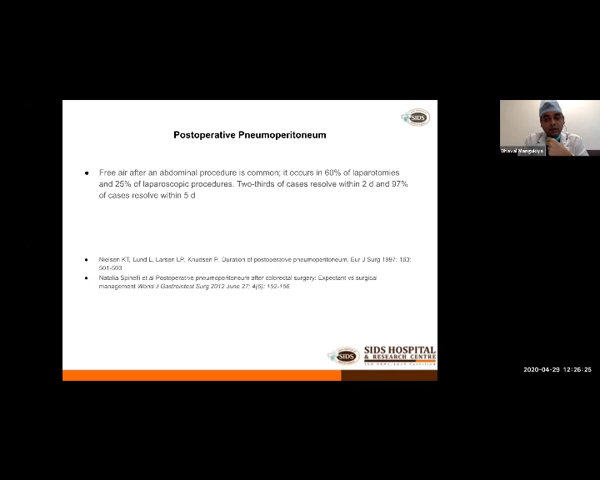 SIDS
Postoperative Pneumoperitoneum
● Free air after an abdominal procedure is common; it occurs in 60% of laparotomies
and 25% of laparoscopic procedures. Two-thirds of cases resolve within 2 d and 97%
of cases resolve within 5 d
● Nielsen KT, Lund L, Larsen LP, Knudsen P. Duration of postoperative pneumoperitoneum. Eur J Surg 1997; 163:
501-503
● Natalia Spinelli et al Postoperative pneumoperitoneum after colorectal surgery: Expectant vs surgical
management World J Gastrointest Surg 2012 June 27; 4(6): 152-156
SIDS
SIDS HOSPITAL
& RESEARCH CENTRE
2020-04-29 12:26:25